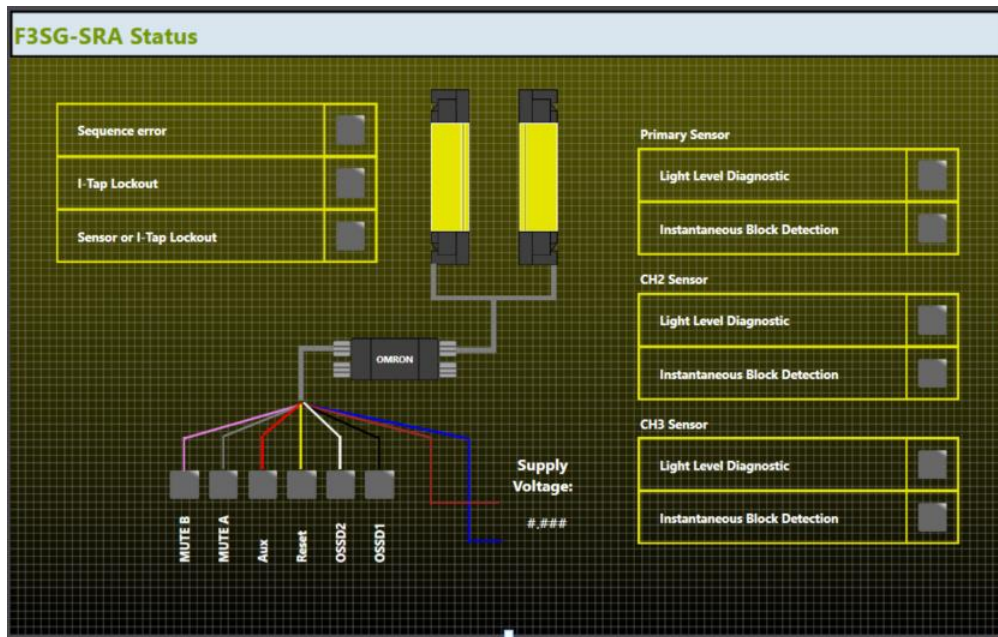 F3SG-SRA Status
Sequence error
I-Tap Lockout
Sensor or I-Tap Lockout
OMRON
MUTE B
MUTE A
Aux
Reset
OSSD2
OSSD1
Supply
Voltage:
#.###
Primary Sensor
Light Level Diagnostic
Instantaneous Block Detection
CH2 Sensor
Light Level Diagnostic
Instantaneous Block Detection
CH3 Sensor
Light Level Diagnostic
Instantaneous Block Detection